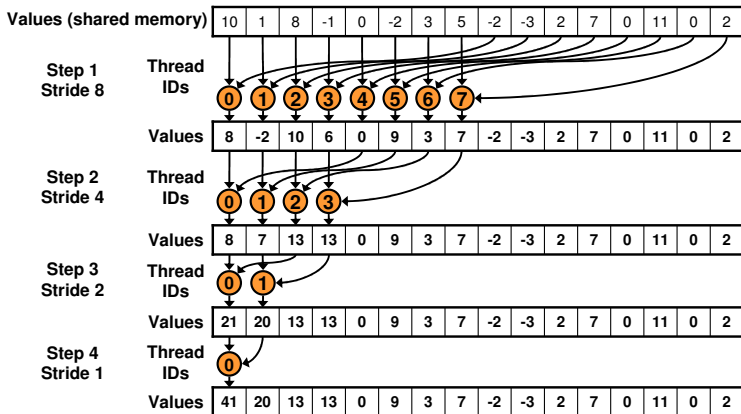 Values (shared memory) 10 1 8 -1 0 -2 3 5 -2 -3 2 7 0 11 0 2
Step 1 Stride 8 Thread IDs 0 1 2 3 4 5 6 7
Values 8 -2 10 6 0 9 3 7 -2 -3 2 7 0 11 0 2
Step 2 Stride 4 Thread IDs 0 1 2 3
Values 8 7 13 13 0 9 3 7 -2 -3 2 7 0 11 0 2
Step 3 Stride 2 Thread IDs 0 1
Values 21 20 13 13 0 9 3 7 -2 -3 2 7 0 11 0 2
Step 4 Stride 1 Thread IDs 0
Values 41 20 13 13 0 9 3 7 -2 -3 2 7 0 11 0 2